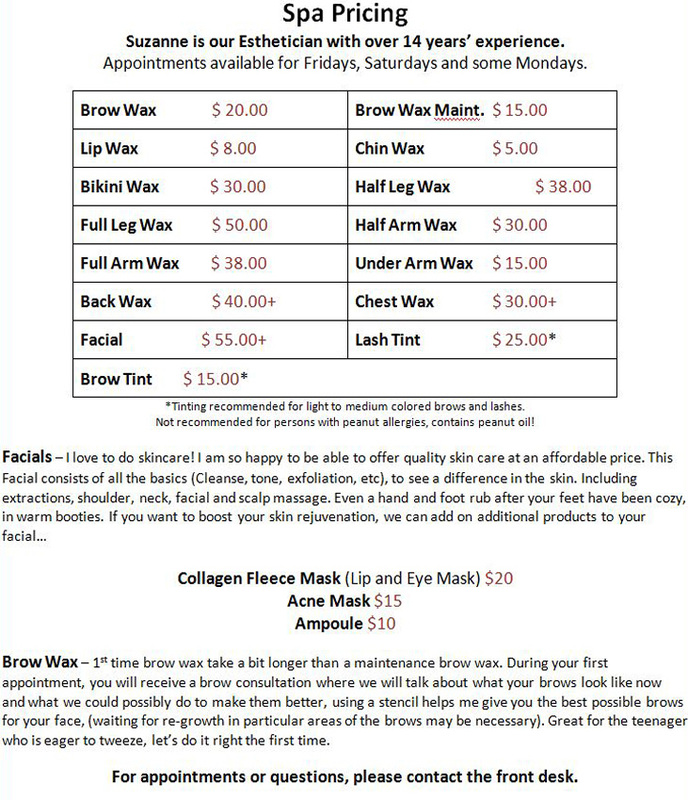 Spa Pricing
Suzanne is our Esthetician with over 14 years’ experience.
Appointments available for Fridays, Saturdays and some Mondays.
Brow Wax $ 20.00 Brow Wax Maint. $ 15.00
Lip Wax $ 8.00 Chin Wax $ 5.00
Bikini Wax $ 30.00 Half Leg Wax $ 38.00
Full Leg Wax $ 50.00 Half Arm Wax $ 30.00
Full Arm Wax $ 38.00 Under Arm Wax $ 15.00
Back Wax $ 40.00+ Chest Wax $ 30.00+
Facial $ 55.00+ Lash Tint $ 25.00*
Brow Tint $ 15.00*
*Tinting recommended for light to medium colored brows and lashes.
Not recommended for persons with peanut allergies, contains peanut oil!
Facials – I love to do skincare! I am so happy to be able to offer quality skin care at an affordable price. This
Facial consists of all the basics (Cleanse, tone, exfoliation, etc), to see a difference in the skin. Including
extractions, shoulder, neck, facial and scalp massage. Even a hand and foot rub after your feet have been cozy,
in warm booties. If you want to boost your skin rejuvenation, we can add on additional products to your
facial…
Collagen Fleece Mask (Lip and Eye Mask) $20
Acne Mask $15
Ampoule $10
Brow Wax – 1st time brow wax take a bit longer than a maintenance brow wax. During your first
appointment, you will receive a brow consultation where we will talk about what your brows look like now
and what we could possibly do to make them better, using a stencil helps me give you the best possible brows
for your face, (waiting for re-growth in particular areas of the brows may be necessary). Great for the teenager
who is eager to tweeze, let’s do it right the first time.
For appointments or questions, please contact the front desk.